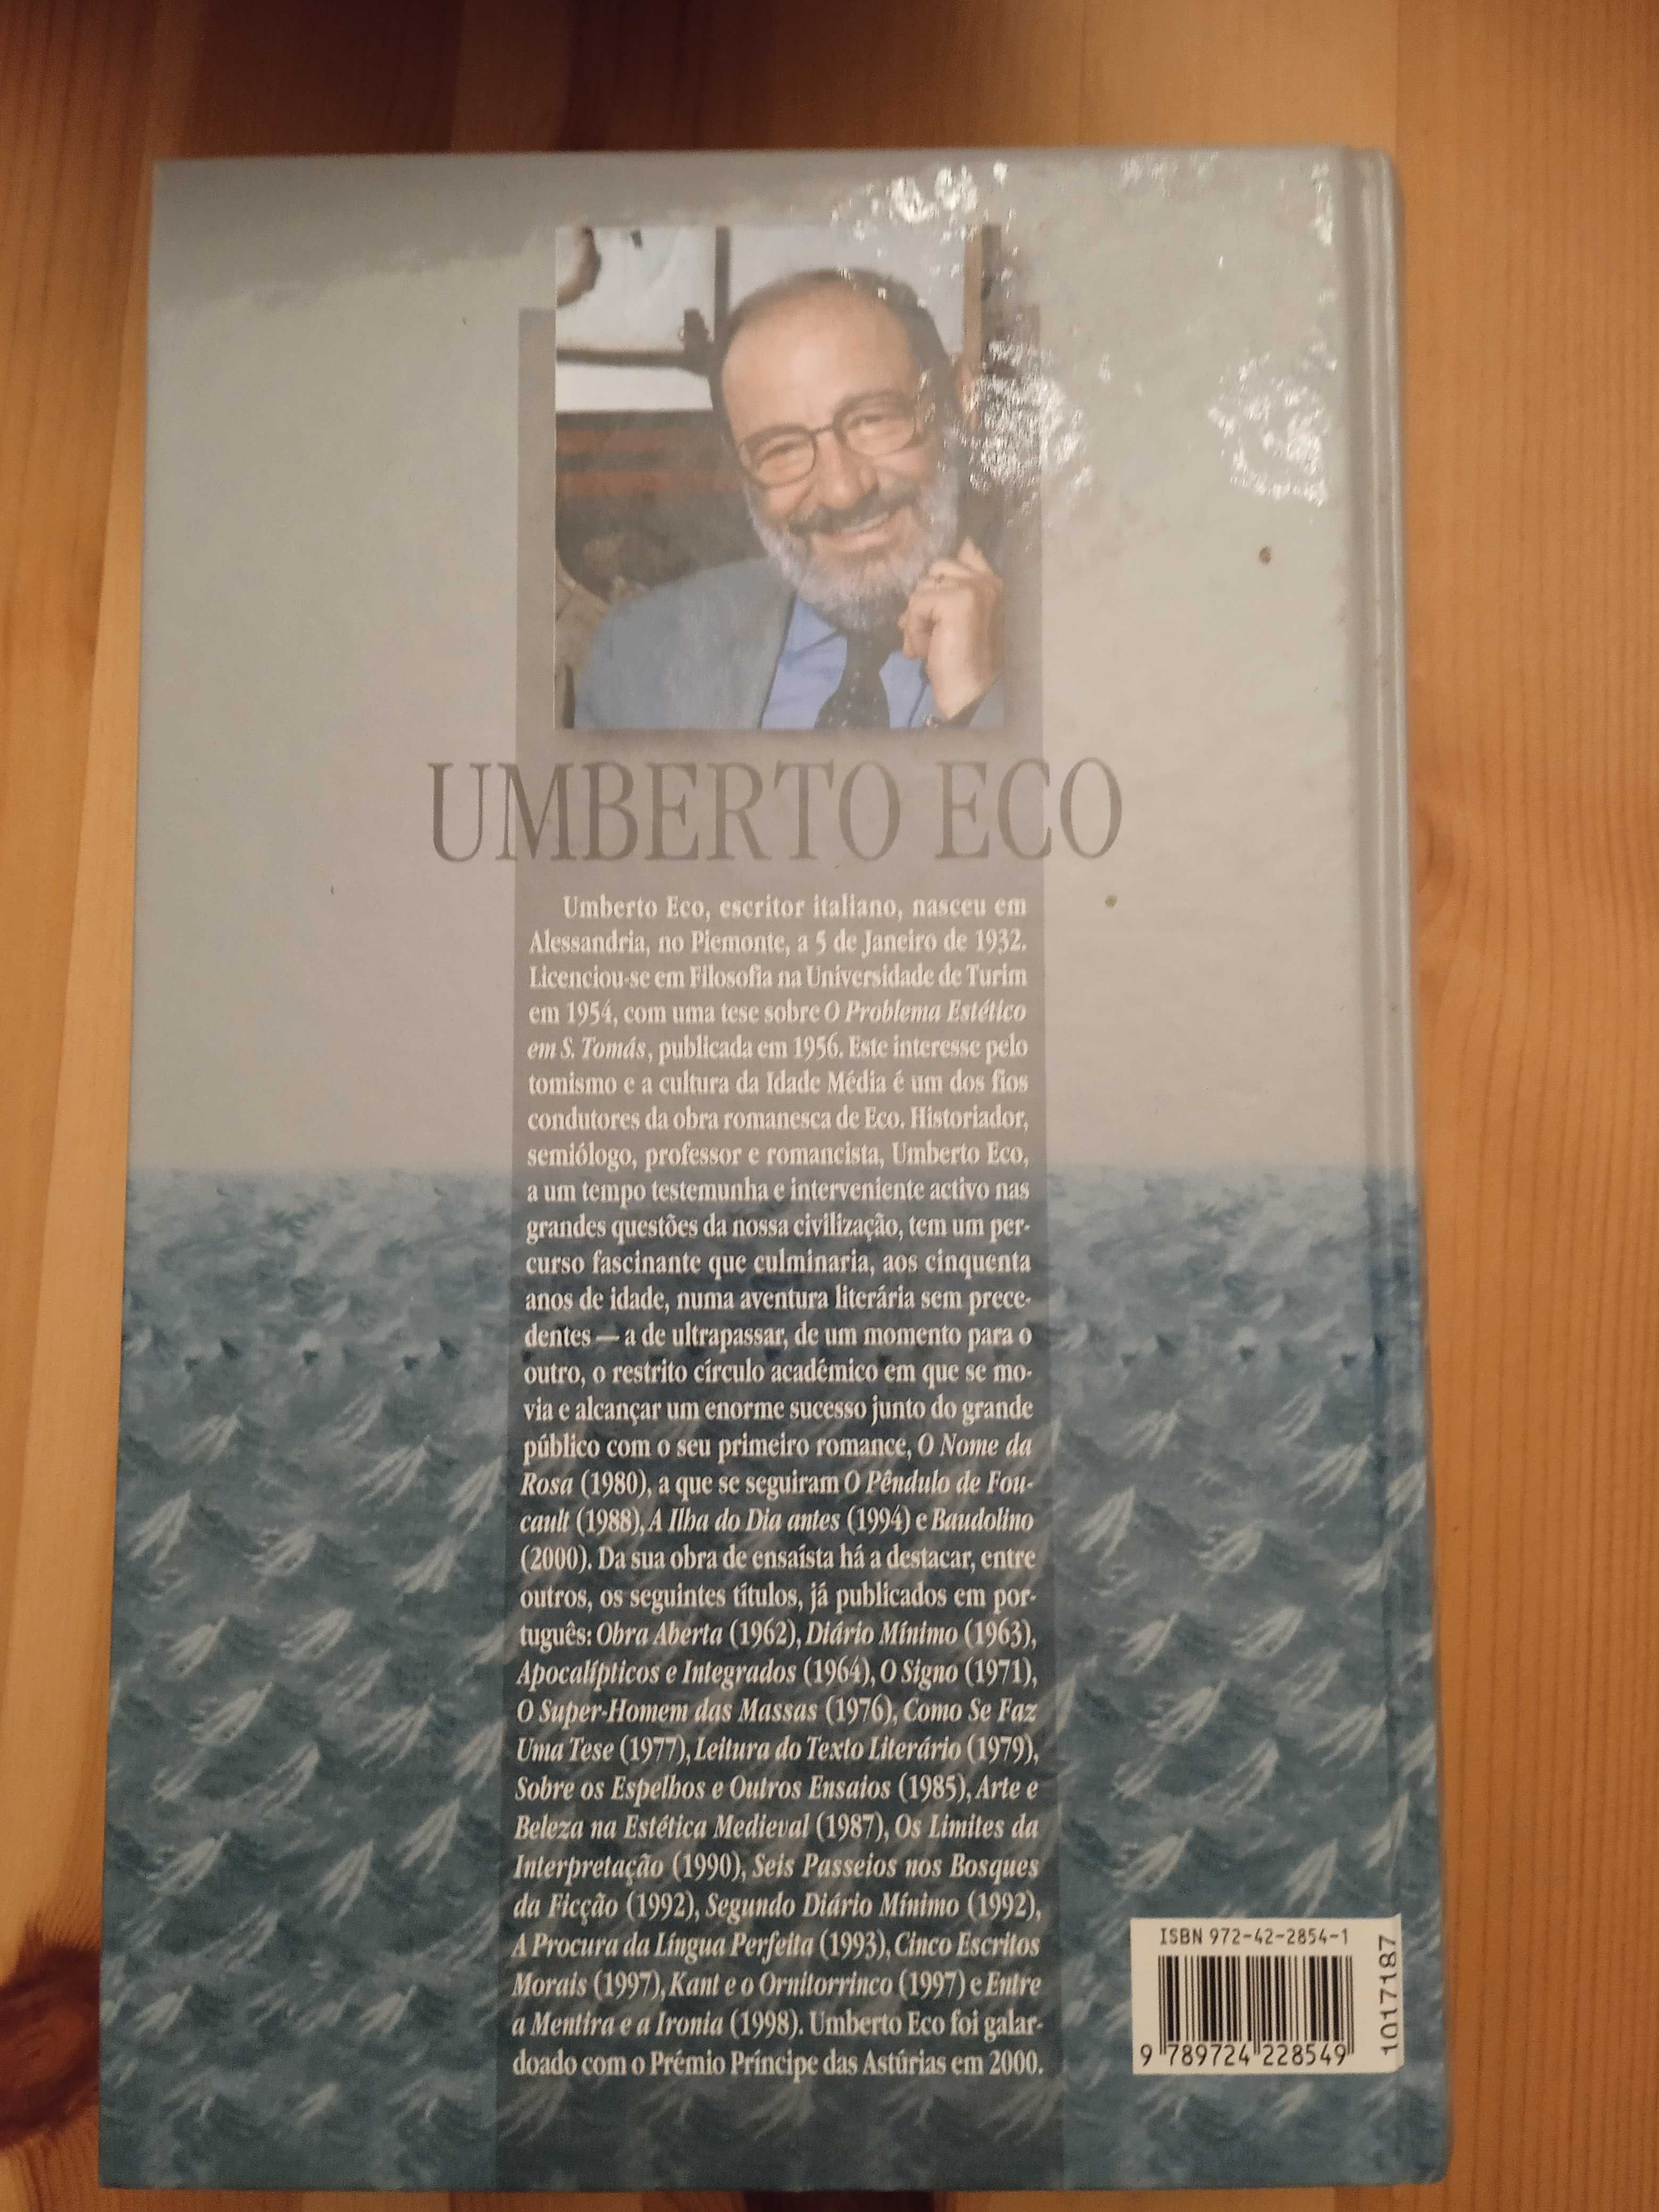 UMBERTO ECO
Umberto Eco, escritor italiano, nasceu em
Alessandria, no Piemonte, a 5 de Janeiro de 1932.
Licenciou-se em Filosofia na Universidade de Turim
em 1954, com uma tese sobre O Problema Estético
em S. Tomás, publicada em 1956. Este interesse pelo
tomismo e a cultura da Idade Média é um dos fios
condutores da obra romanesca de Eco. Historiador,
semiólogo, professor e romancista, Umberto Eco,
a um tempo testemunha e interveniente activo nas
grandes questões da nossa civilização, tem um per-
curso fascinante que culminaria, aos cinquenta
anos de idade, numa aventura literária sem prece-
dentes — a de ultrapassar, de um momento para o
outro, o restrito círculo académico em que se mo-
via e alcançar um enorme sucesso junto do grande
público com o seu primeiro romance, O Nome da
Rosa (1980), a que se seguiram O Pêndulo de Fou-
cault (1988), A Ilha do Dia antes (1994) e Baudolino
(2000). Da sua obra de ensaísta há a destacar, entre
outros, os seguintes títulos, já publicados em por-
tuguês: Obra Aberta (1962), Diário Mínimo (1963),
Apocalípticos e Integrados (1964), O Signo (1971),
O Super-Homem das Massas (1976), Como Se Faz
Uma Tese (1977), Leitura do Texto Literário (1979),
Sobre os Espelhos e Outros Ensaios (1985), Arte e
Beleza na Estética Medieval (1987), Os Limites da
Interpretação (1990), Seis Passeios nos Bosques
da Ficção (1992), Segundo Diário Mínimo (1992),
A Procura da Língua Perfeita (1993), Cinco Escritos
Morais (1997), Kant e o Ornitorrinco (1997) e Entre
a Mentira e a Ironia (1998). Umberto Eco foi galar-
doado com o Prémio Príncipe das Astúrias em 2000.
ISBN 972-42-2854-1
9 789724 228549
1017187